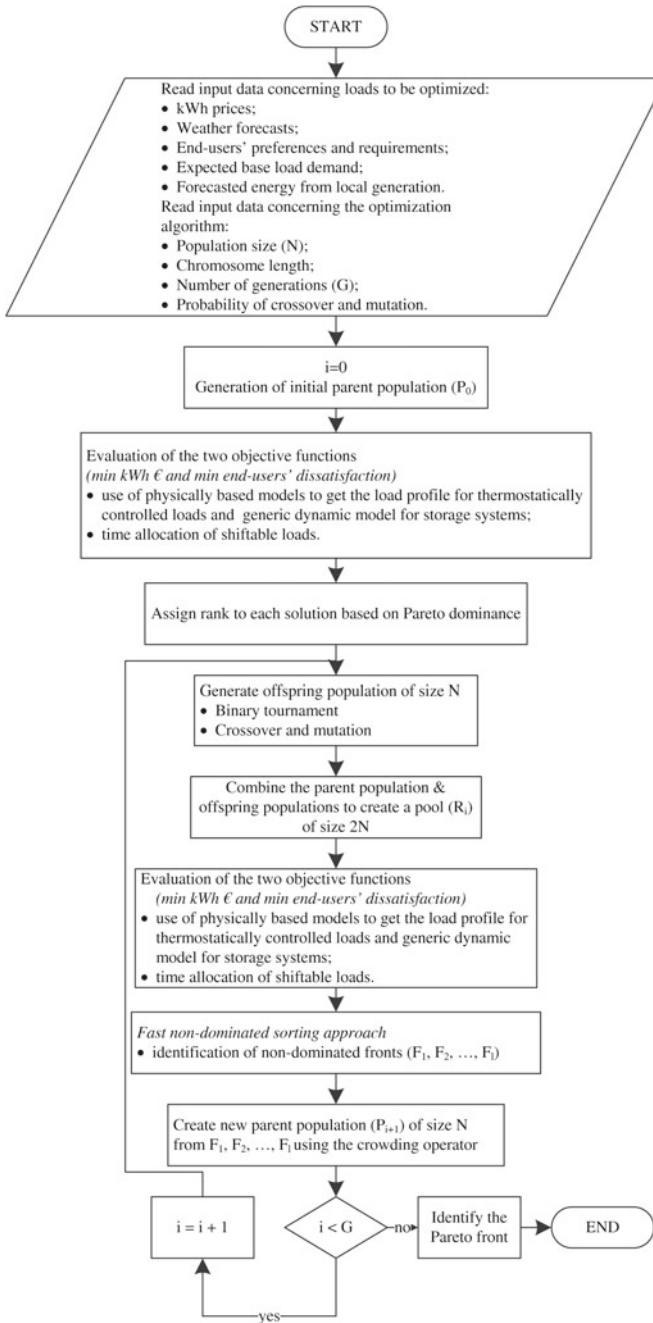 START
Read input data concerning loads to be optimized:
• kWh prices;
• Weather forecasts;
• End-users' preferences and requirements;
• Expected base load demand;
• Forecasted energy from local generation.
Read input data concerning the optimization
algorithm:
• Population size (N);
• Chromosome length;
• Number of generations (G);
• Probability of crossover and mutation.
i=0
Generation of initial parent population (P₀)
Evaluation of the two objective functions
(min kWh € and min end-users' dissatisfaction)
• use of physically based models to get the load profile for thermostatically
controlled loads and generic dynamic model for storage systems;
• time allocation of shiftable loads.
Assign rank to each solution based on Pareto dominance
Generate offspring population of size N
• Binary tournament
• Crossover and mutation
Combine the parent population &
offspring populations to create a pool (Rᵢ)
of size 2N
Evaluation of the two objective functions
(min kWh € and min end-users' dissatisfaction)
• use of physically based models to get the load profile for
thermostatically controlled loads and generic dynamic
model for storage systems;
• time allocation of shiftable loads.
Fast non-dominated sorting approach
• identification of non-dominated fronts (F₁, F₂, …, Fₗ)
Create new parent population (Pᵢ₊₁) of size N
from F₁, F₂, …, Fₗ using the crowding operator
i = i + 1
i < G
no
Identify the
Pareto front
END
yes